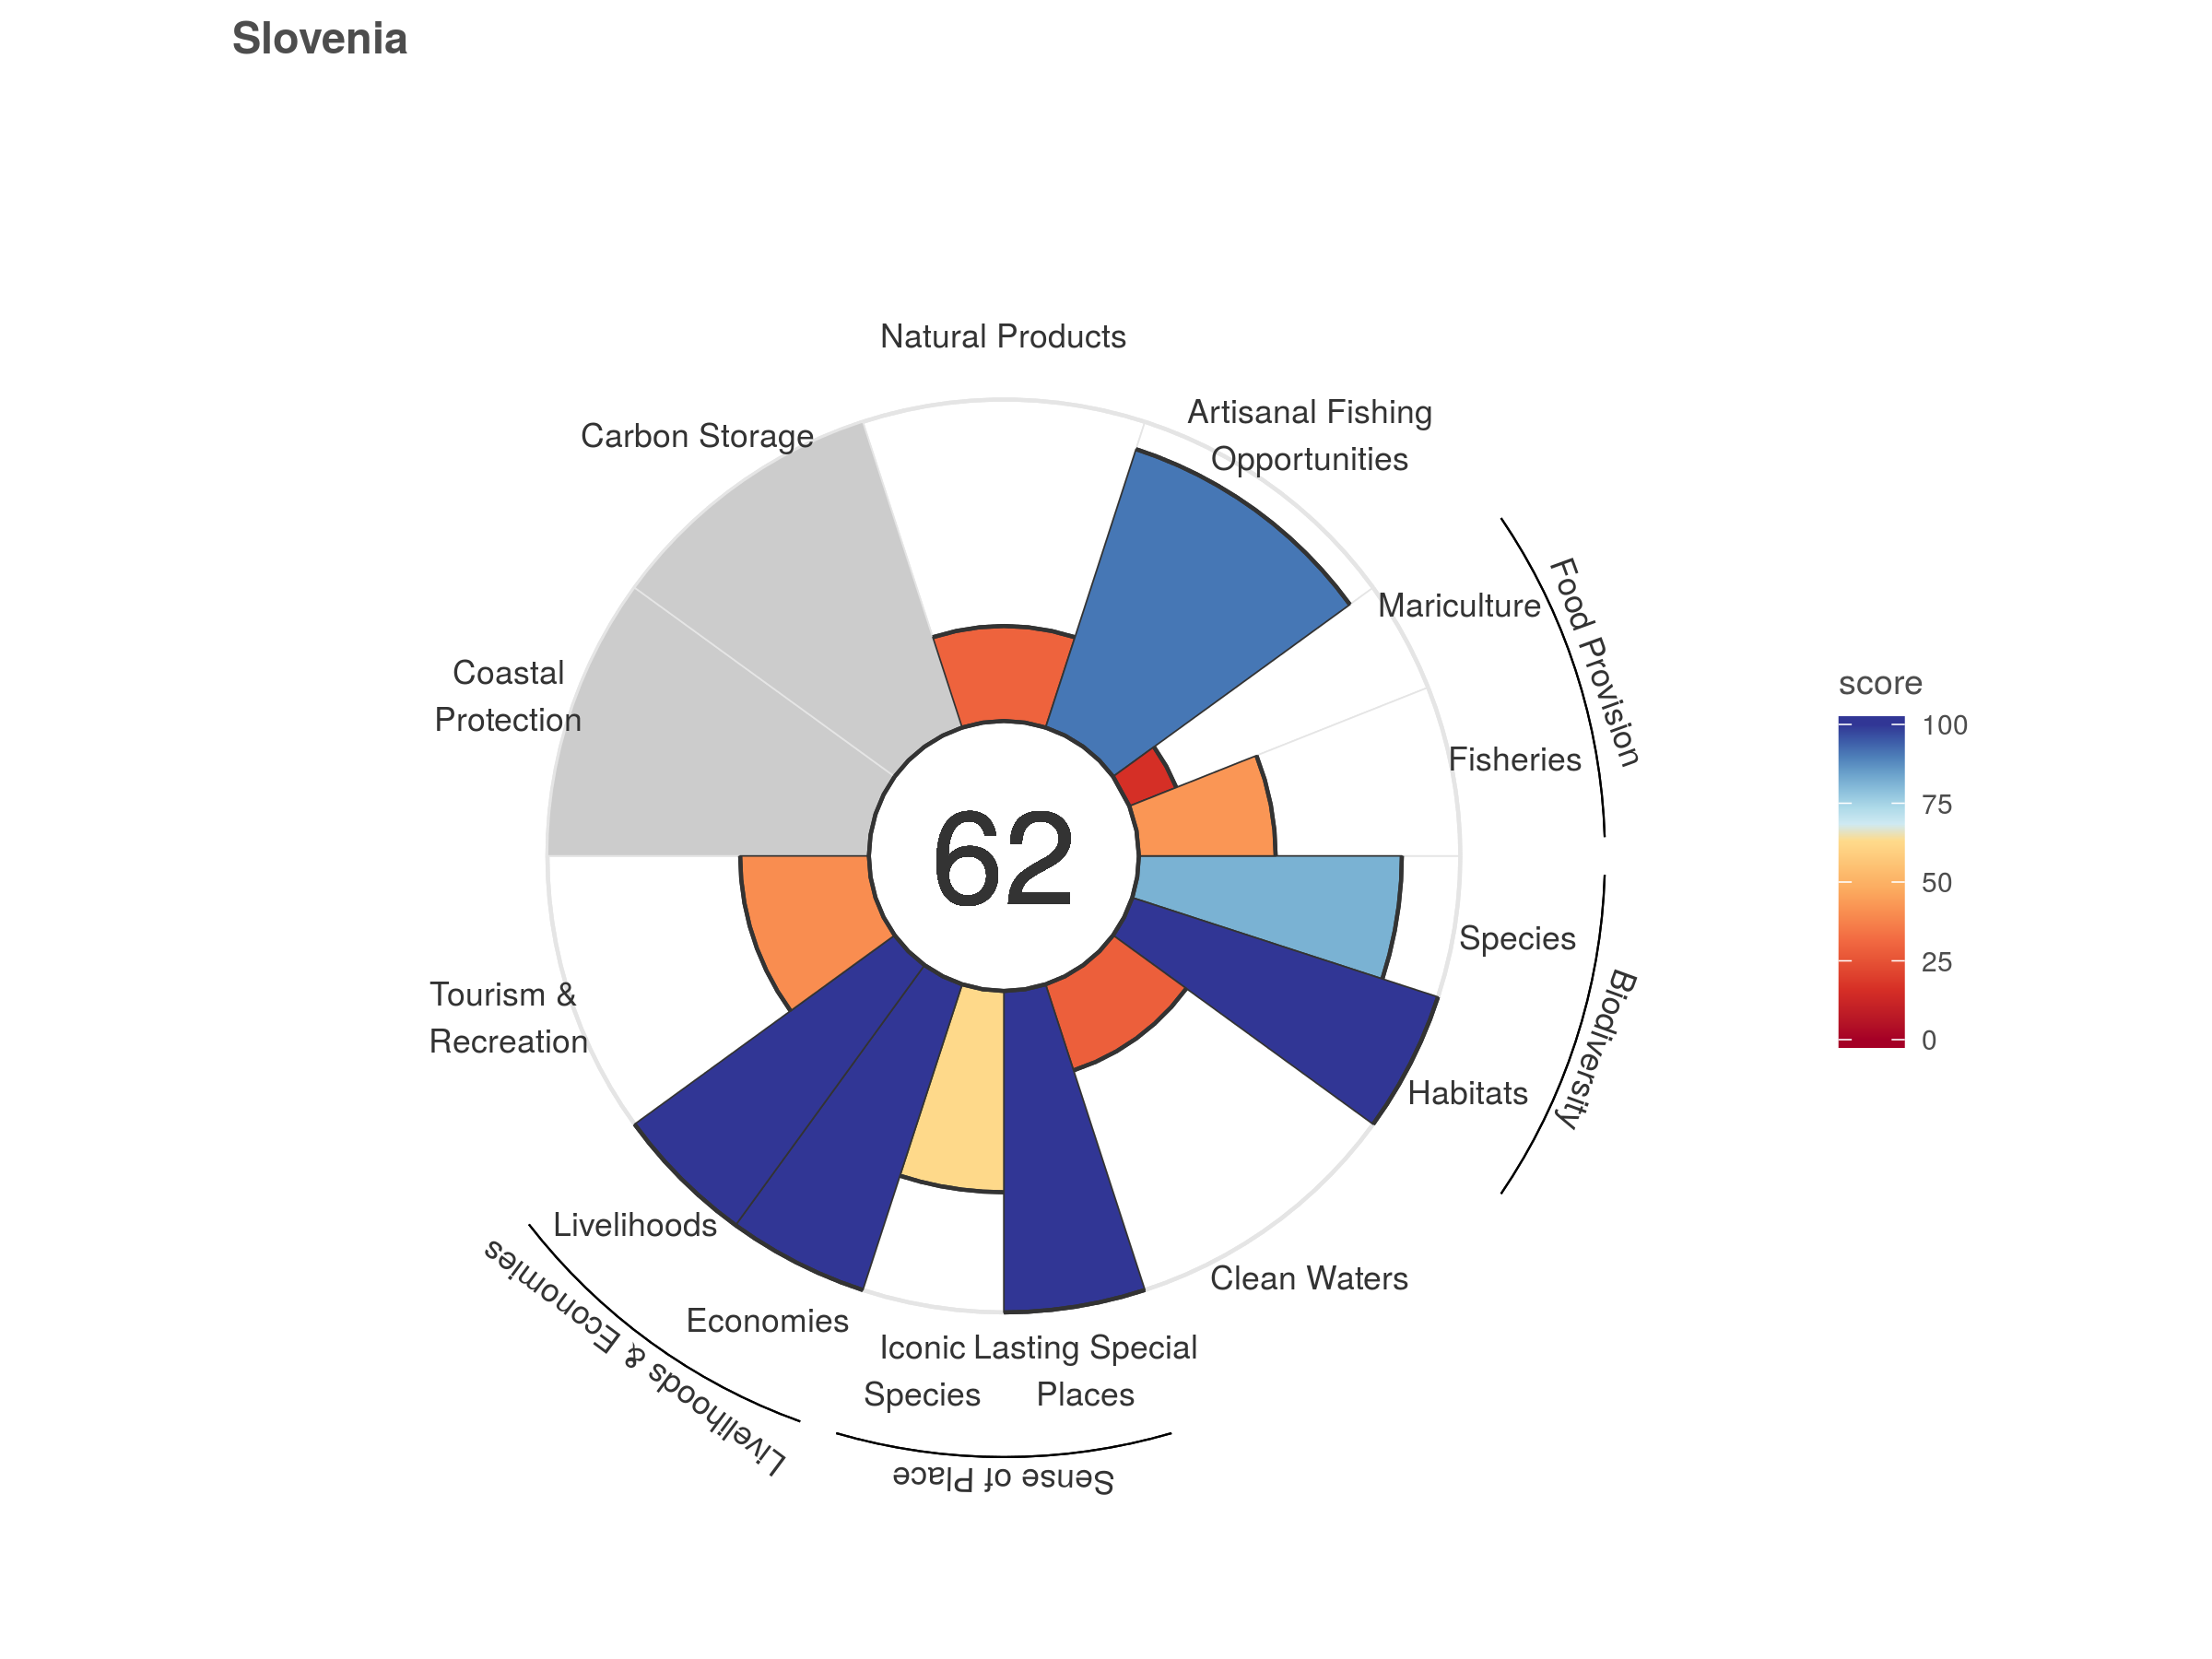 Slovenia
Natural Products
Artisanal Fishing
Opportunities
Carbon Storage
Mariculture
Food Provision
Coastal
Protection
Fisheries
score
100
75
50
25
0
62
Species
Biodiversity
Tourism &
Recreation
Habitats
Livelihoods
Clean Waters
Economies
Livelihoods & Economies
Iconic
Species
Lasting Special
Places
Sense of Place